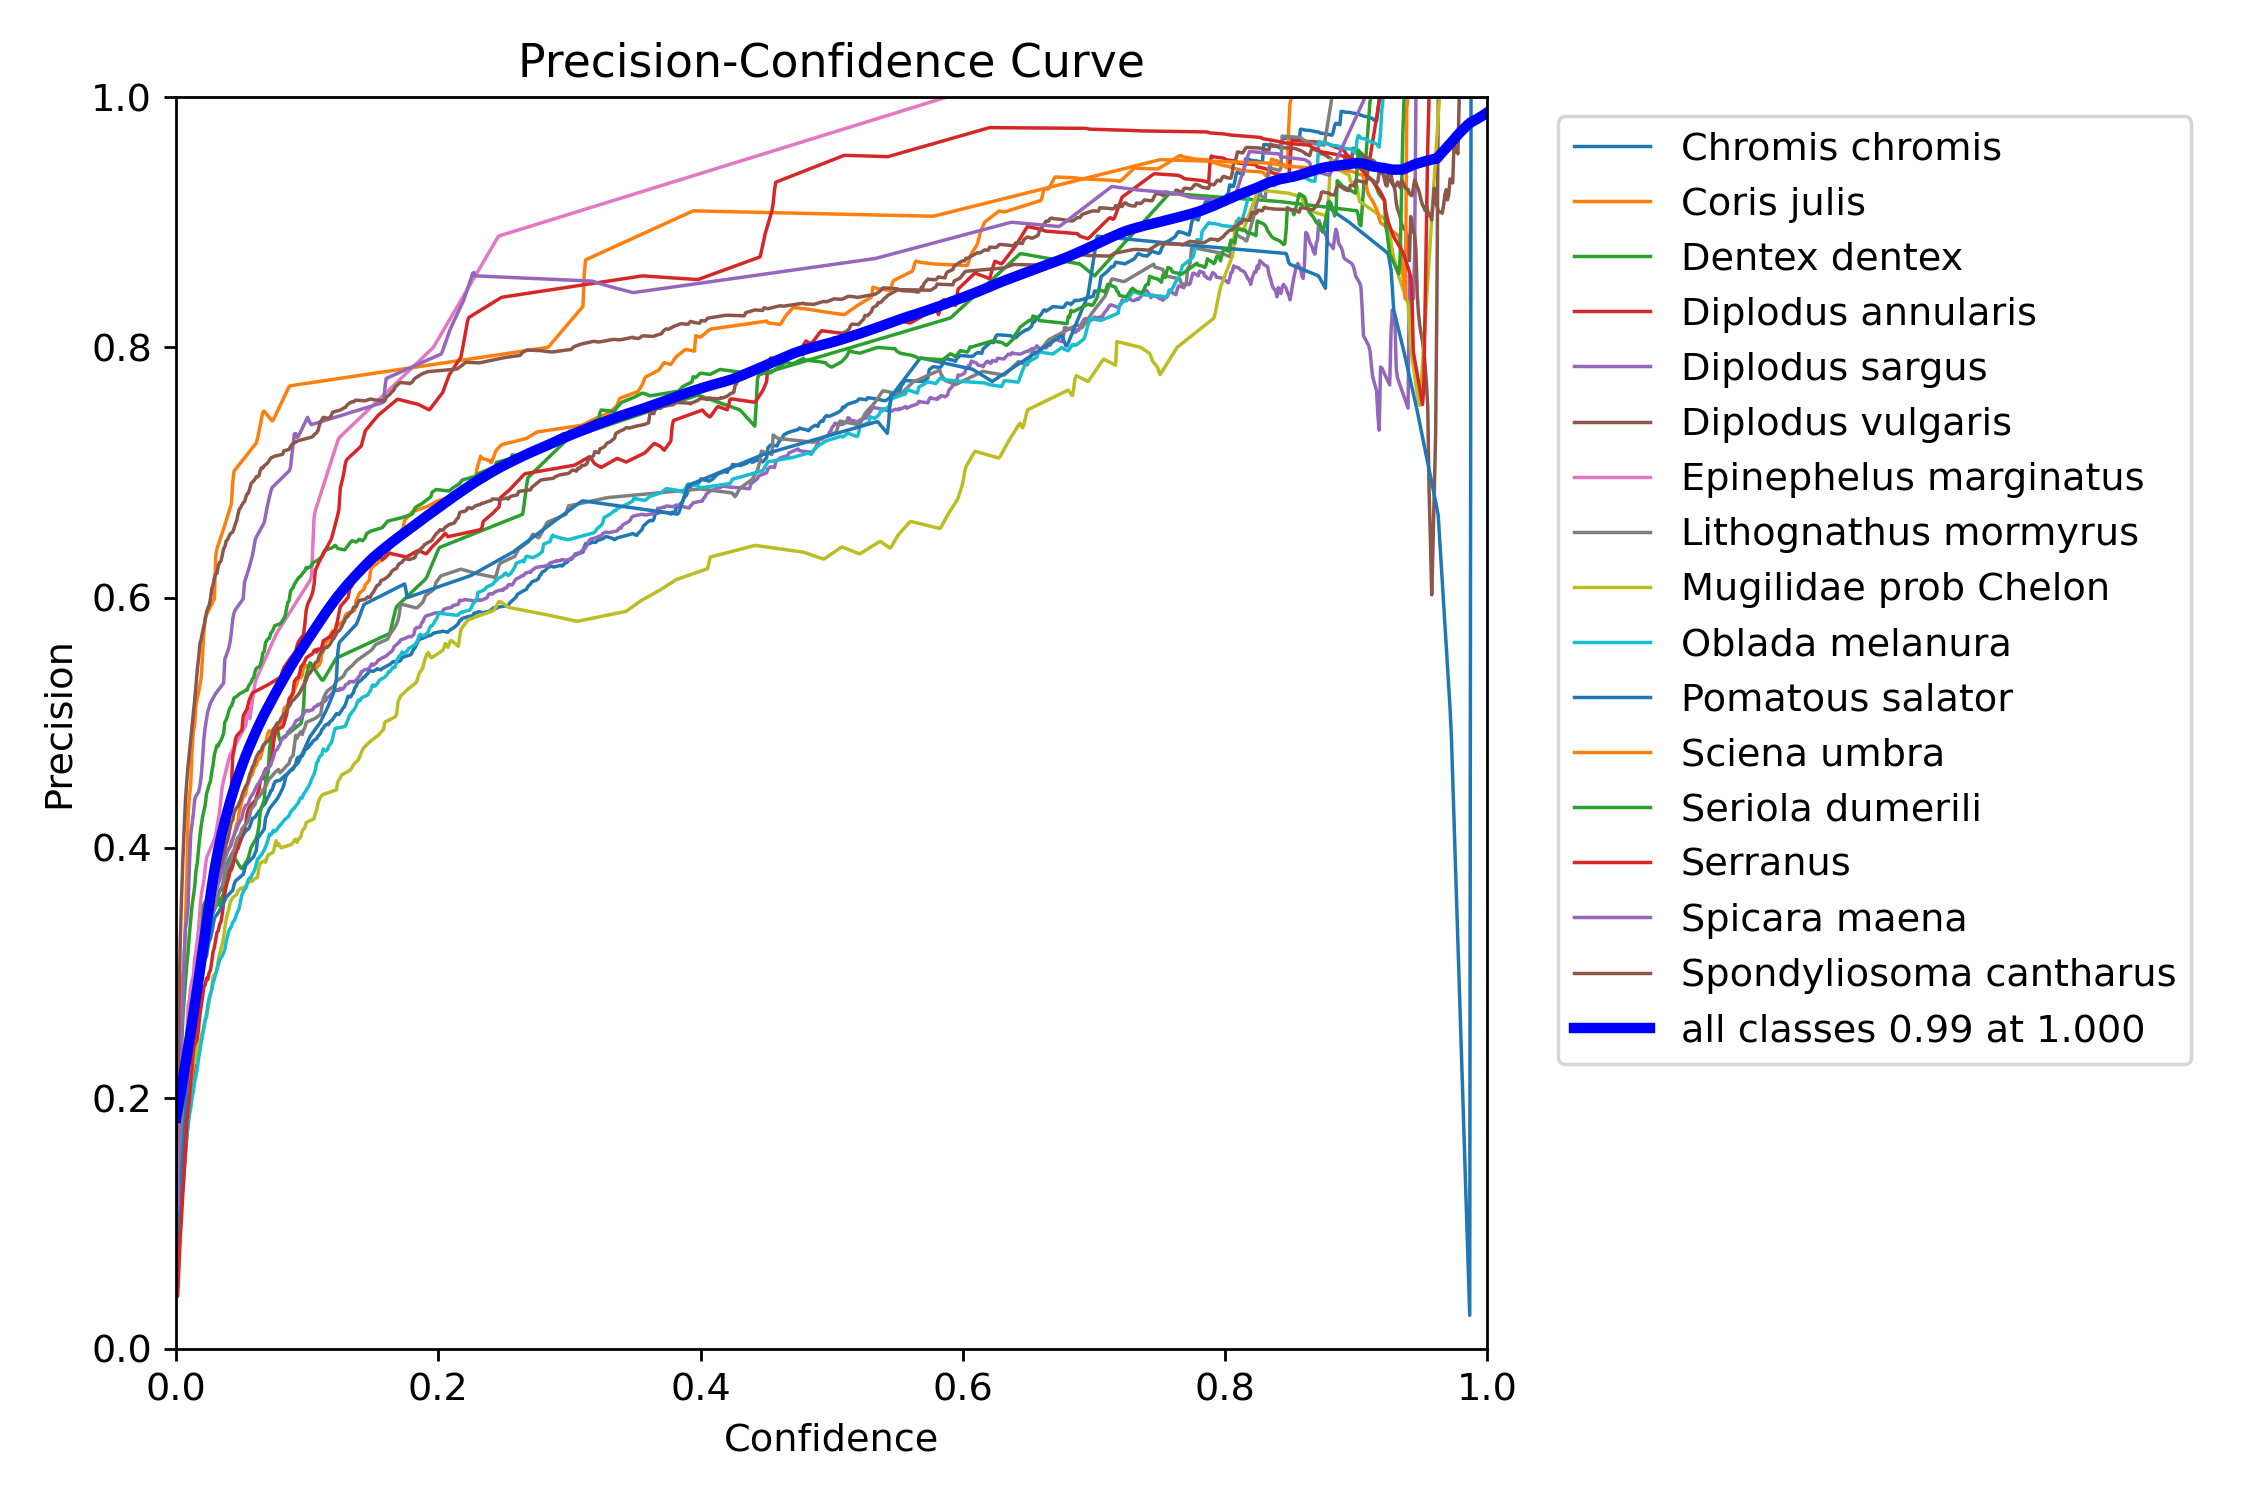 Precision-Confidence Curve
1.0
0.8
0.6
0.4
0.2
0.0
Precision
0.0 0.2 0.4 0.6 0.8 1.0
Confidence
Chromis chromis
Coris julis
Dentex dentex
Diplodus annularis
Diplodus sargus
Diplodus vulgaris
Epinephelus marginatus
Lithognathus mormyrus
Mugilidae prob Chelon
Oblada melanura
Pomatous salator
Sciena umbra
Seriola dumerili
Serranus
Spicara maena
Spondyliosoma cantharus
all classes 0.99 at 1.000